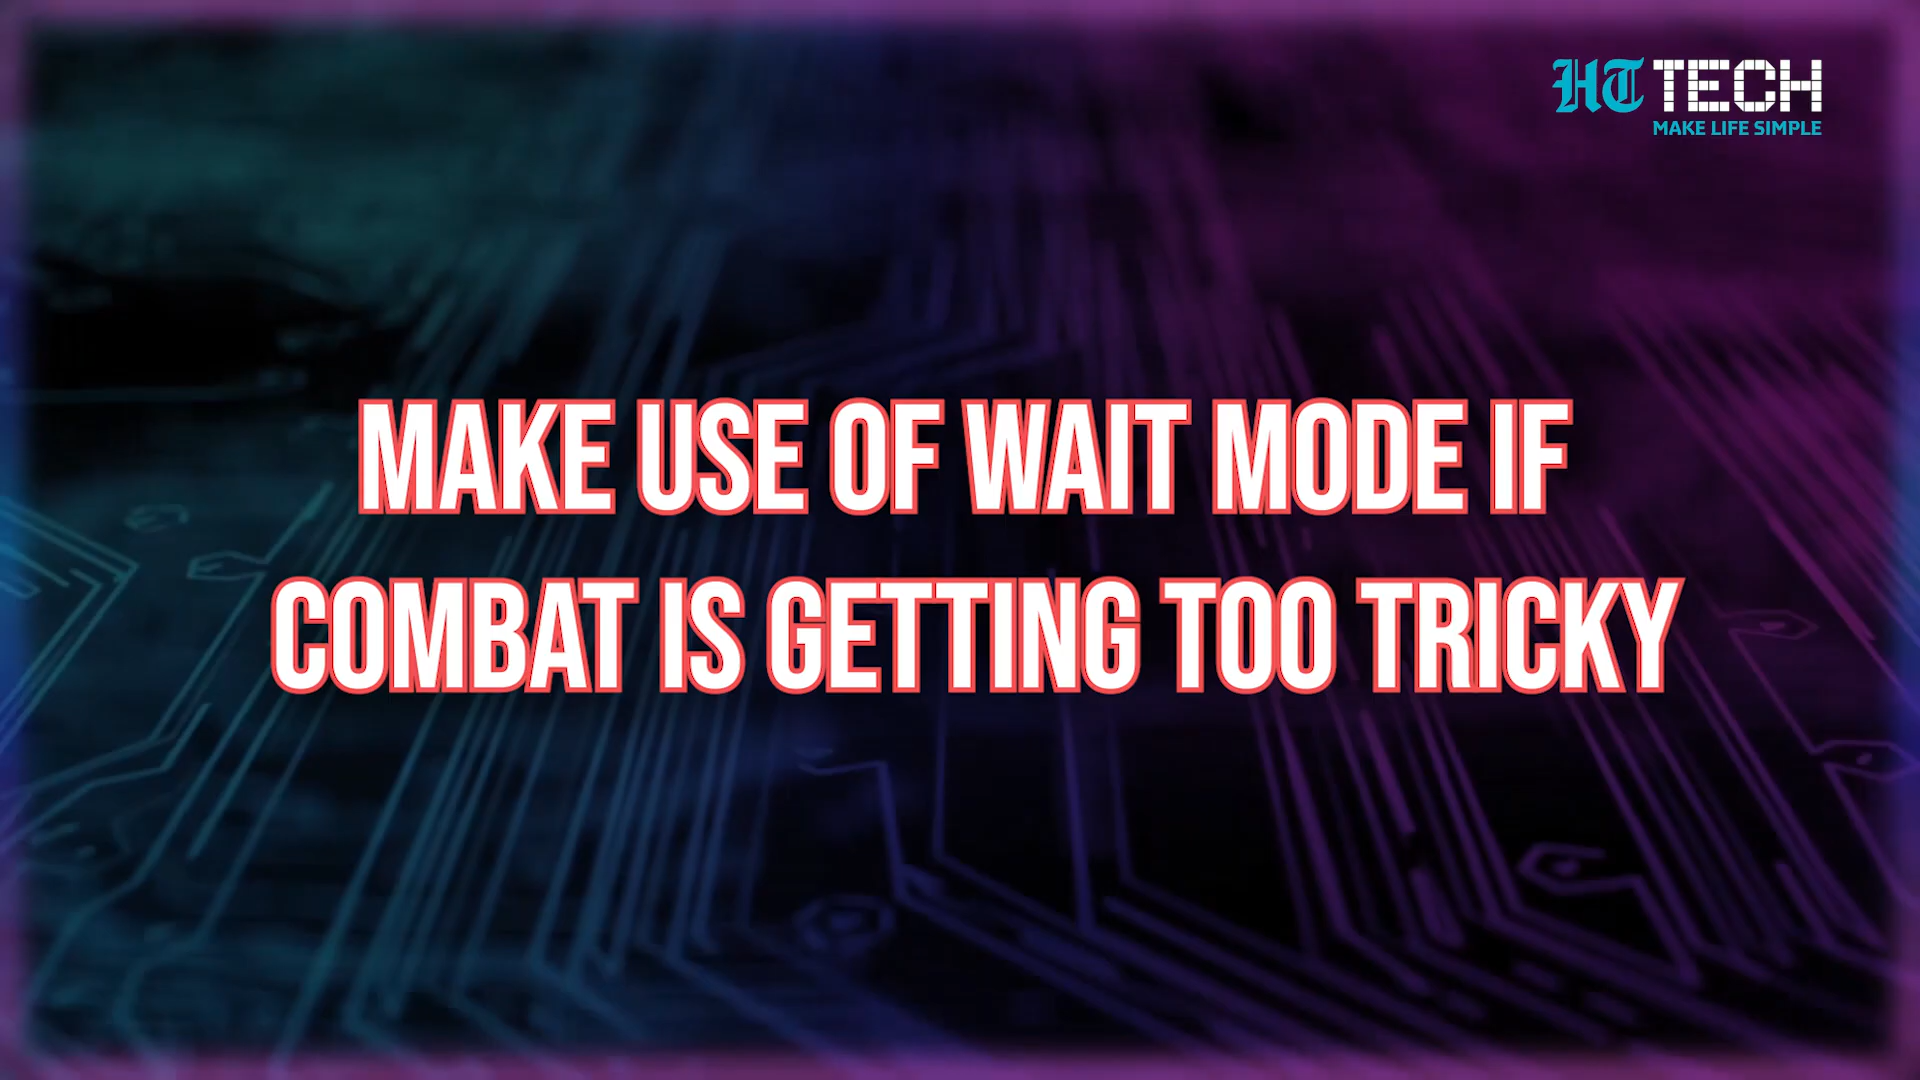 HT TECH
MAKE LIFE SIMPLE
MAKE USE OF WAIT MODE IF
COMBAT IS GETTING TOO TRICKY